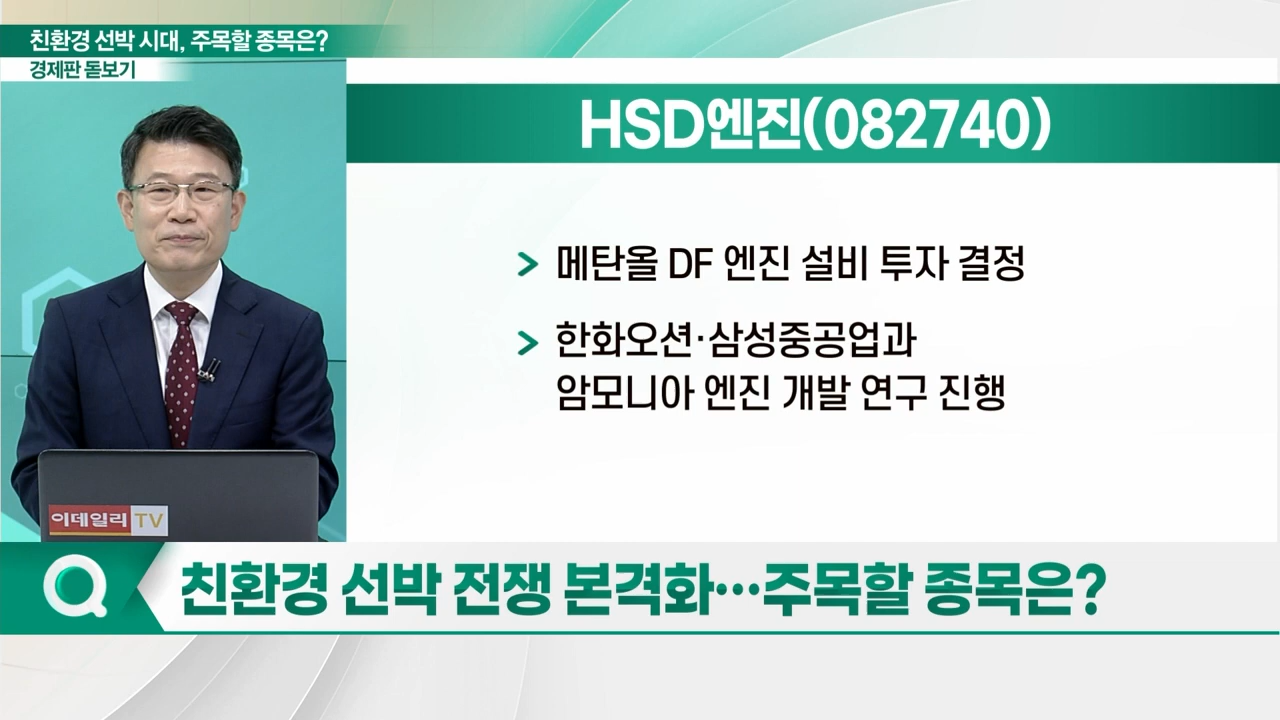 친환경 선박 시대, 주목할 종목은?
경제판 돋보기
HSD엔진(082740)
> 메탄올 DF 엔진 설비 투자 결정
> 한화오션·삼성중공업과
암모니아 엔진 개발 연구 진행
이데일리TV
친환경 선박 전쟁 본격화…주목할 종목은?